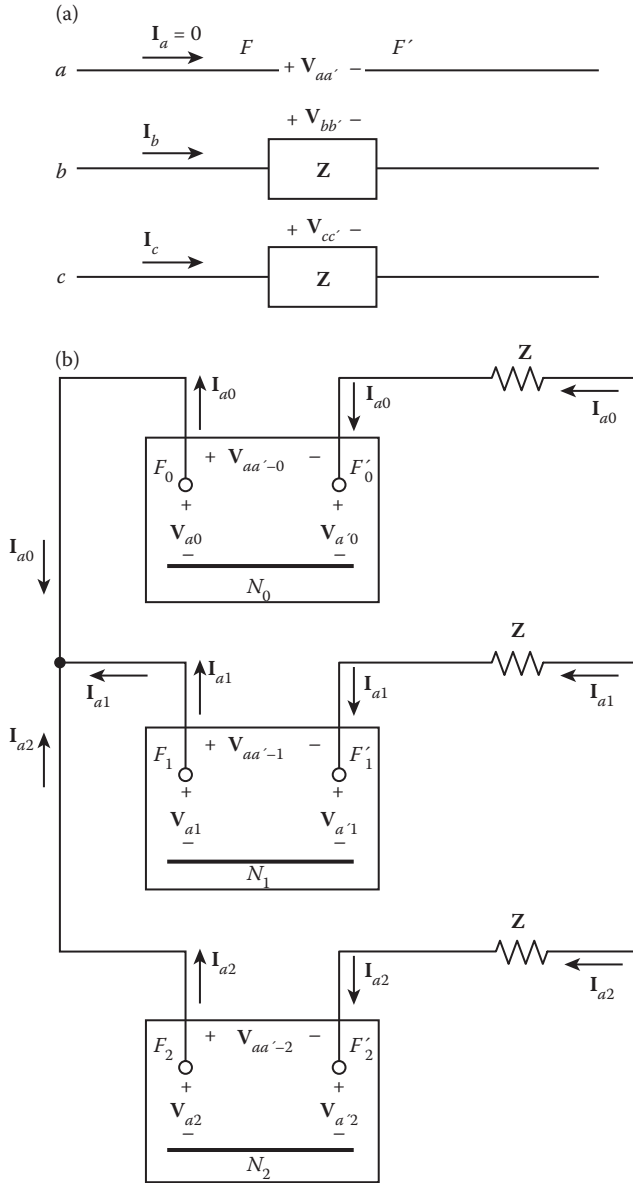 (a)
I_a = 0 F F′
a + V_aa′ −
+ V_bb′ −
I_b
b Z
+ V_cc′ −
I_c
c Z
(b)
Z
I_a0 I_a0 I_a0
+ V_aa′−0 −
F_0 F′_0
+ +
V_a0 V_a′0
I_a0
− −
N_0
Z
I_a1 I_a1 I_a1 I_a1
I_a2
+ V_aa′−1 −
F_1 F′_1
+ +
V_a1 V_a′1
− −
N_1
Z
I_a2 I_a2 I_a2
+ V_aa′−2 −
F_2 F′_2
+ +
V_a2 V_a′2
− −
N_2